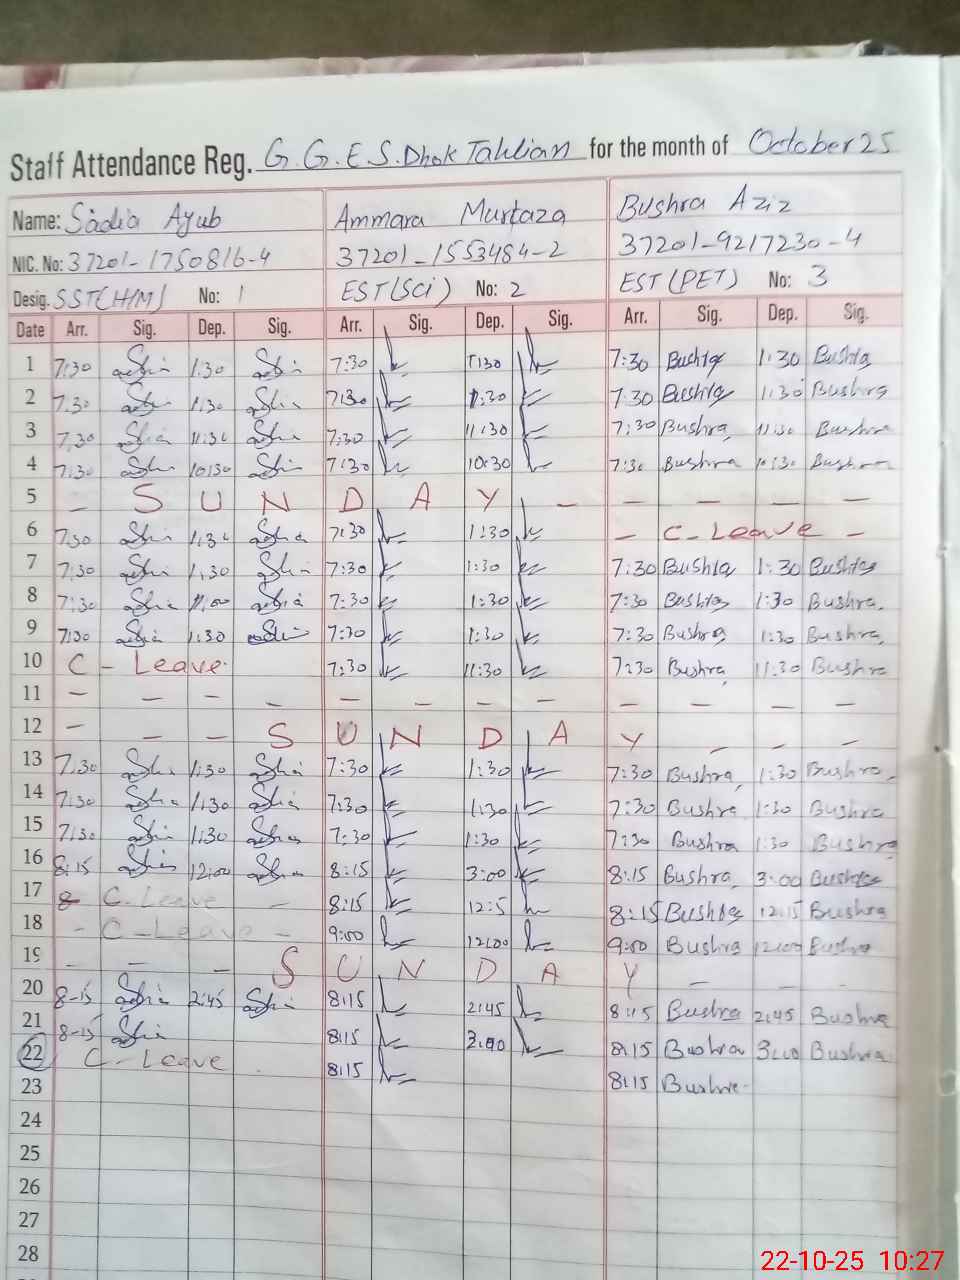 Staff Attendance Reg. G.G.E.S. Dhok Tahlian for the month of October 25
Name: Sadia Ayub Ammara Murtaza Bushra Aziz
NIC. No: 37201-1750816-4 37201-1553484-2 37201-9217230-4
Desig. SST(H/M) No: 1 EST(Sci) No: 2 EST(PET) No: 3
Date Arr. Sig. Dep. Sig. Arr. Sig. Dep. Sig. Arr. Sig. Dep. Sig.
1 7:30 1:30 7:30 1:30 7:30 Bushra 1:30 Bushra
2 7:30 1:30 7:30 1:30 7:30 Bushra 1:30 Bushra
3 7:30 11:30 7:30 11:30 7:30 Bushra 11:30 Bushra
4 7:30 10:30 7:30 10:30 7:30 Bushra 10:30 Bushra
5 - S U N D A Y - - - - -
6 7:30 1:30 7:30 1:30 - C-Leave -
7 7:30 1:30 7:30 1:30 7:30 Bushra 1:30 Bushra
8 7:30 11:00 7:30 1:30 7:30 Bushra 1:30 Bushra
9 7:30 1:30 7:30 1:30 7:30 Bushra 1:30 Bushra
10 C - Leave 7:30 11:30 7:30 Bushra 11:30 Bushra
11 - - - - - - - - - - - -
12 - - - S U N D A Y - - -
13 7:30 1:30 7:30 1:30 7:30 Bushra 1:30 Bushra
14 7:30 1:30 7:30 1:30 7:30 Bushra 1:30 Bushra
15 7:30 1:30 7:30 1:30 7:30 Bushra 1:30 Bushra
16 8:15 12:00 8:15 3:00 8:15 Bushra 3:00 Bushra
17 C-Leave - 8:15 12:5 8:15 Bushra 12:15 Bushra
18 - C-Leave - 9:00 12:00 9:00 Bushra 12:00 Bushra
19 - - - S U N D A Y - - -
20 8-15 2:45 8:15 2:45 8:15 Bushra 2:45 Bushra
21 8-15 8:15 8:15 Bushra Bushra
22 C-Leave 8:15 8:15 Bushra
23
24
25
26
27
28
22-10-25 10:27